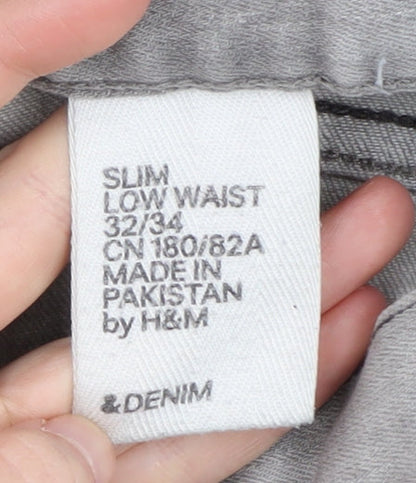 SLIM
LOW WAIST
32/34
CN 180/82A
MADE IN
PAKISTAN
by H&M
&DENIM